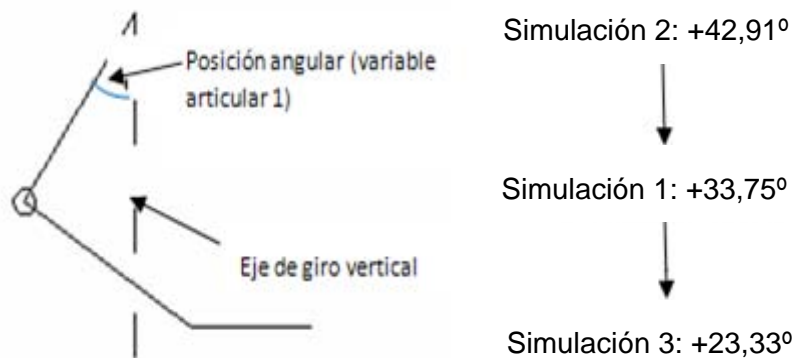 Posición angular (variable
articular 1)
Eje de giro vertical
Simulación 2: +42,91º
Simulación 1: +33,75º
Simulación 3: +23,33º